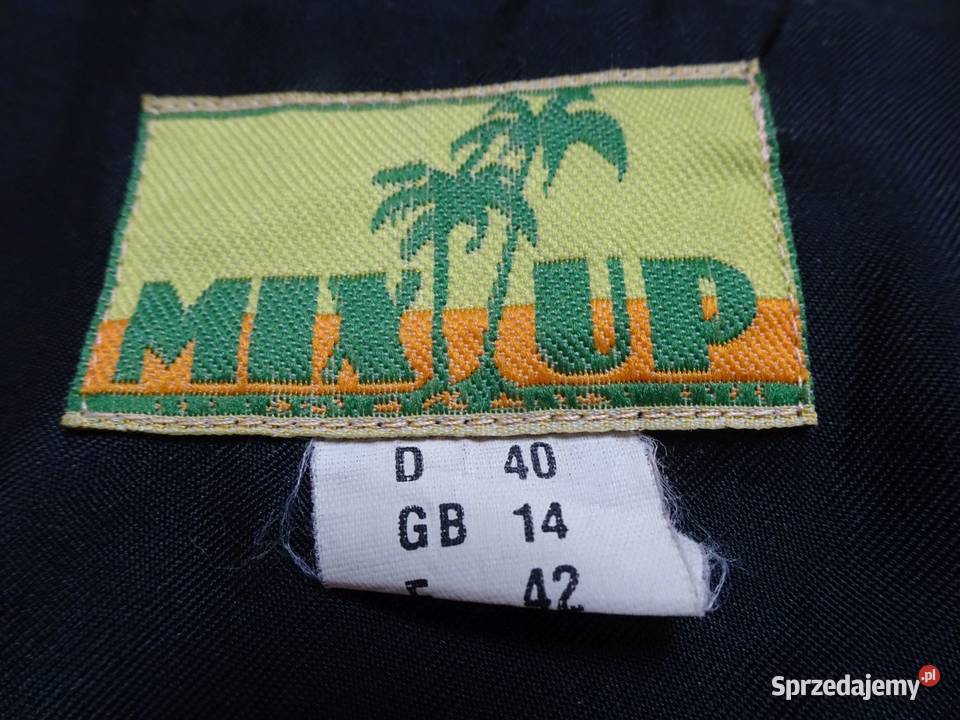 MIX UP
D 40
GB 14
F 42
Sprzedajemy.pl